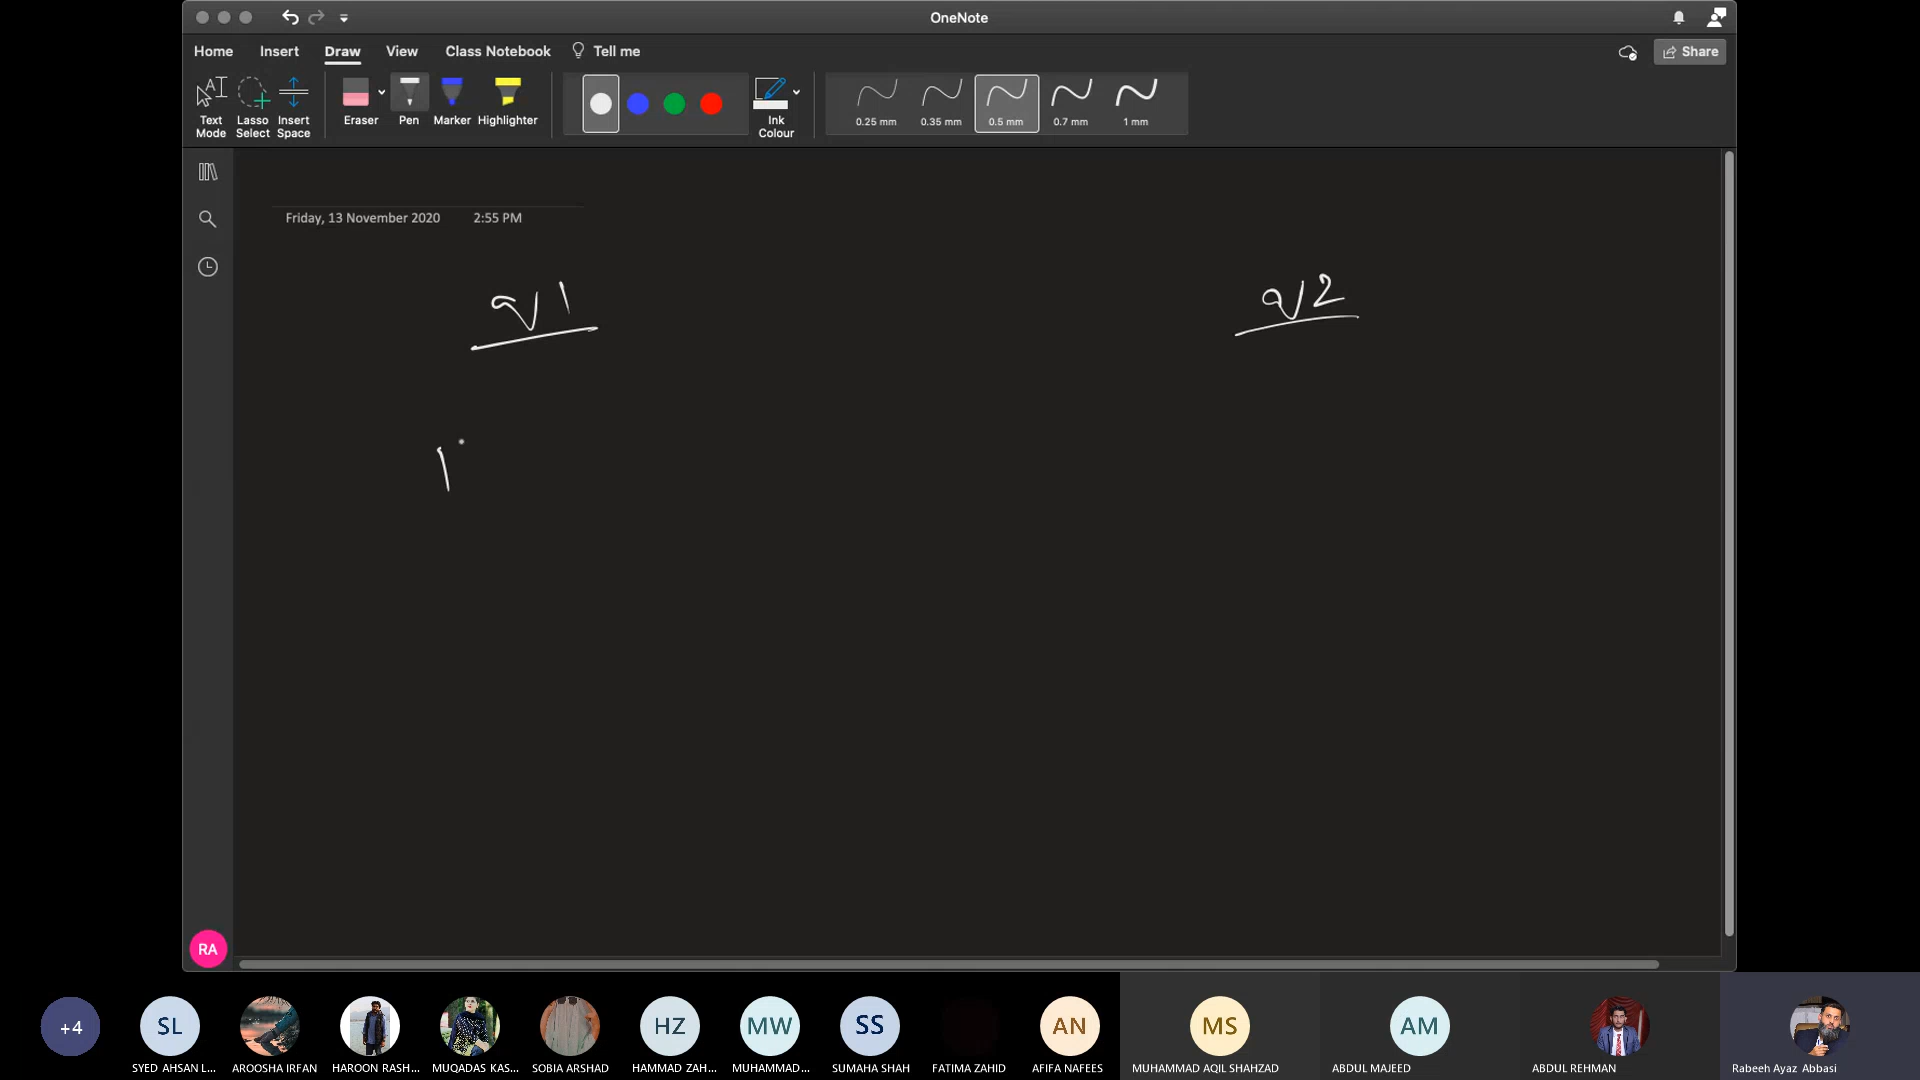 OneNote
Home Insert Draw View Class Notebook Tell me
Share
Text Mode
Lasso Select
Insert Space
Eraser
Pen
Marker
Highlighter
Ink Colour
0.25 mm
0.35 mm
0.5 mm
0.7 mm
1 mm
Friday, 13 November 2020 2:55 PM
q1
q2
1
RA
+4
SL
HZ
MW
SS
AN
MS
AM
SYED AHSAN L...
AROOSHA IRFAN
HAROON RASH...
MUQADAS KAS...
SOBIA ARSHAD
HAMMAD ZAH...
MUHAMMAD...
SUMAHA SHAH
FATIMA ZAHID
AFIFA NAFEES
MUHAMMAD AQIL SHAHZAD
ABDUL MAJEED
ABDUL REHMAN
Rabeeh Ayaz Abbasi